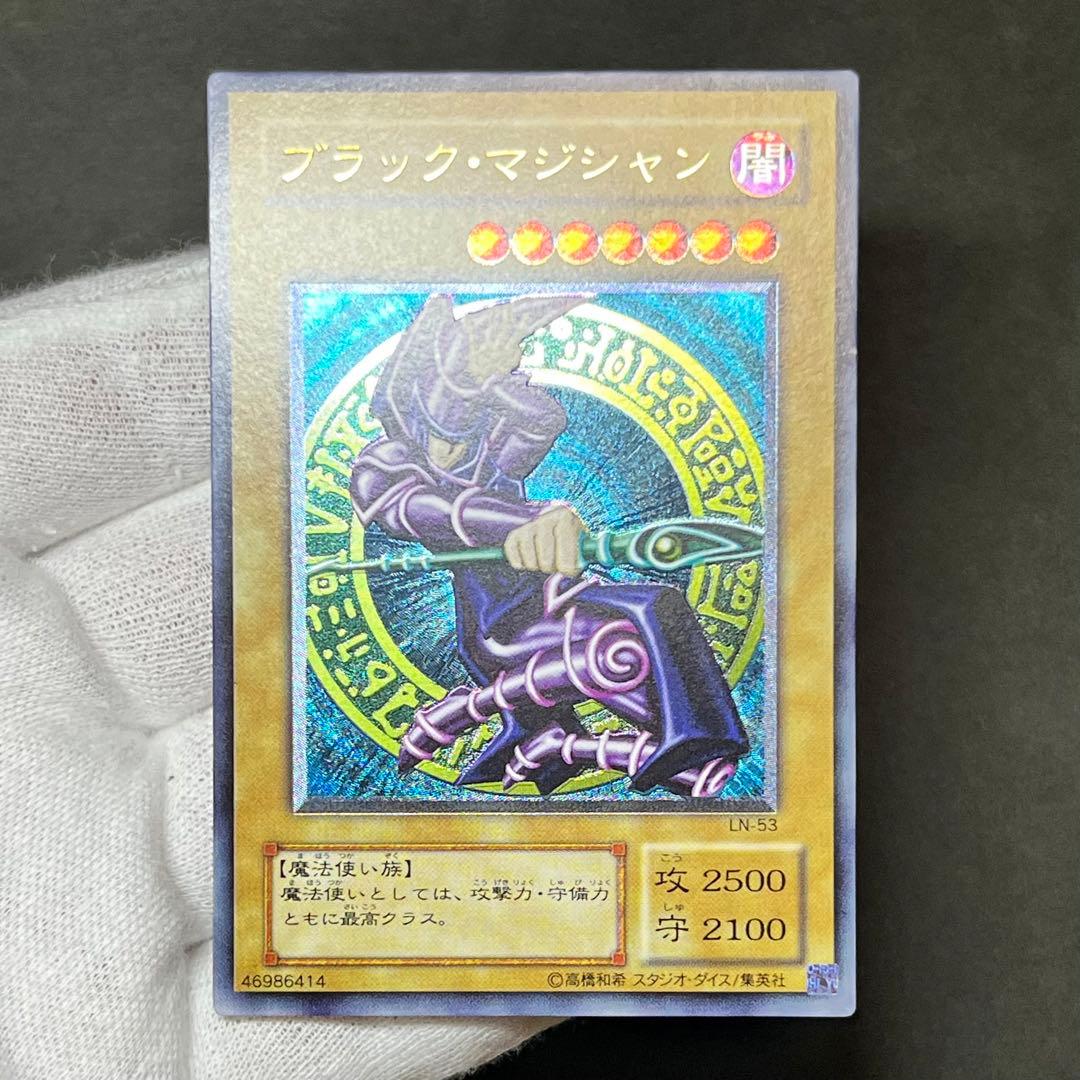 ブラック・マジシャン
闇
LN-53
【魔法使い族】
魔法使いとしては、攻撃力・守備力
ともに最高クラス。
攻 2500
守 2100
46986414
©高橋和希 スタジオ・ダイス/集英社